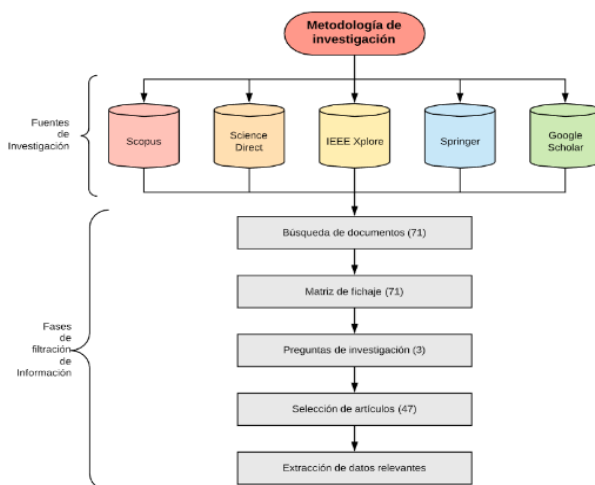 Metodología de
investigación
Fuentes
de
Investigación
Scopus
Science
Direct
IEEE Xplore
Springer
Google
Scholar
Búsqueda de documentos (71)
Matriz de fichaje (71)
Preguntas de investigación (3)
Selección de artículos (47)
Extracción de datos relevantes
Fases
de
filtración
de
Información